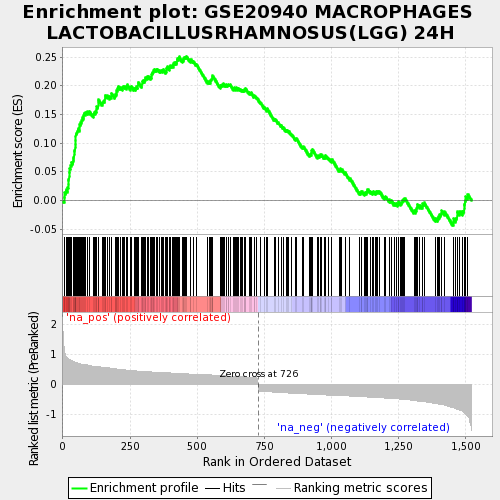 Enrichment plot: GSE20940 MACROPHAGES
LACTOBACILLUSRHAMNOSUS(LGG) 24H
Enrichment score (ES)
0.25
0.20
0.15
0.10
0.05
0.00
-0.05
'na_pos' (positively correlated)
Ranked list metric (PreRanked)
2
1
0
-1
Zero cross at 726
'na_neg' (negatively correlated)
0
250
500
750
1,000
1,250
1,500
Rank in Ordered Dataset
Enrichment profile
Hits
Ranking metric scores